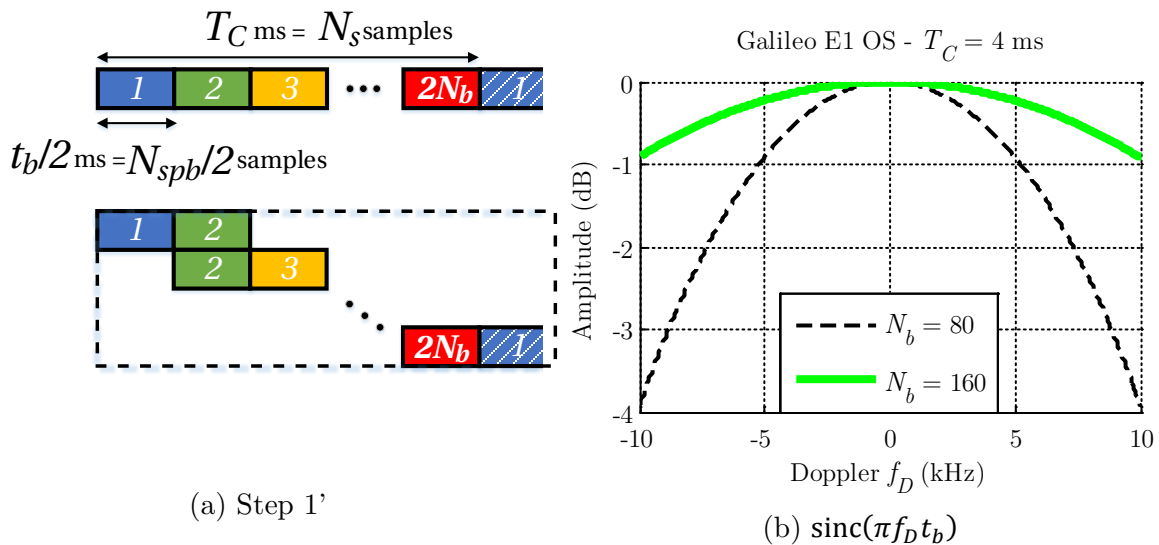 T_C ms = N_s samples
1 2 3 ... 2N_b 1
t_b/2 ms = N_spb/2 samples
1 2
2 3
2N_b 1
(a) Step 1'
Galileo E1 OS - T_C = 4 ms
Amplitude (dB)
0
-1
-2
-3
-4
N_b = 80
N_b = 160
-10 -5 0 5 10
Doppler f_D (kHz)
(b) sinc(πf_D t_b)